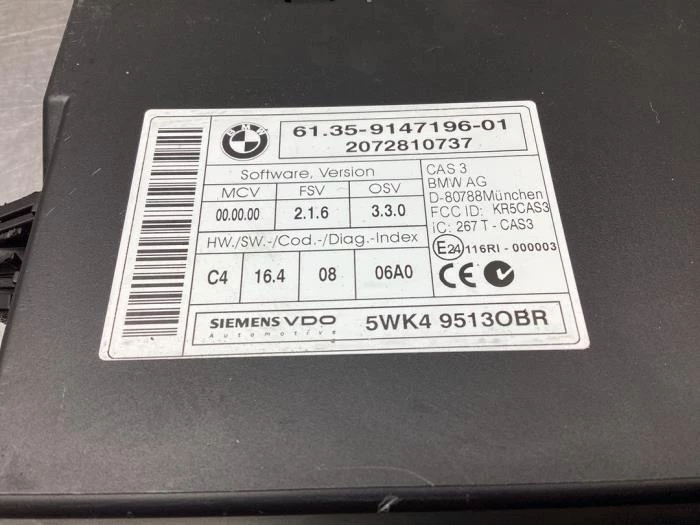 BMW
61.35-9147196-01
2072810737
Software, Version
MCV FSV OSV
00.00.00 2.1.6 3.3.0
HW./SW.-/Cod.-/Diag.-Index
C4 16.4 08 06A0
CAS 3
BMW AG
D-80788München
FCC ID: KR5CAS3
IC: 267 T - CAS3
E24 116RI - 000003
CE
SIEMENS VDO
Automotive
5WK4 9513OBR